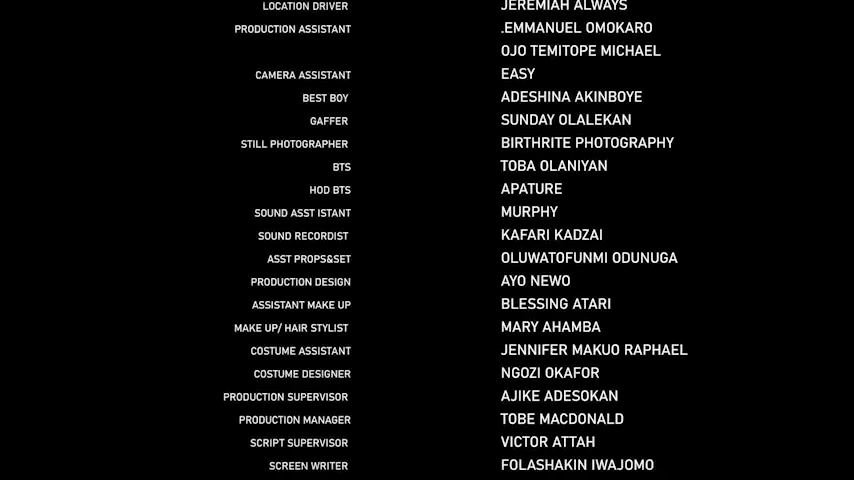 LOCATION DRIVER JEREMIAH ALWAYS
PRODUCTION ASSISTANT .EMMANUEL OMOKARO
OJO TEMITOPE MICHAEL
CAMERA ASSISTANT EASY
BEST BOY ADESHINA AKINBOYE
GAFFER SUNDAY OLALEKAN
STILL PHOTOGRAPHER BIRTHRITE PHOTOGRAPHY
BTS TOBA OLANIYAN
HOD BTS APATURE
SOUND ASST ISTANT MURPHY
SOUND RECORDIST KAFARI KADZAI
ASST PROPS&SET OLUWATOFUNMI ODUNUGA
PRODUCTION DESIGN AYO NEWO
ASSISTANT MAKE UP BLESSING ATARI
MAKE UP/ HAIR STYLIST MARY AHAMBA
COSTUME ASSISTANT JENNIFER MAKUO RAPHAEL
COSTUME DESIGNER NGOZI OKAFOR
PRODUCTION SUPERVISOR AJIKE ADESOKAN
PRODUCTION MANAGER TOBE MACDONALD
SCRIPT SUPERVISOR VICTOR ATTAH
SCREEN WRITER FOLASHAKIN IWAJOMO